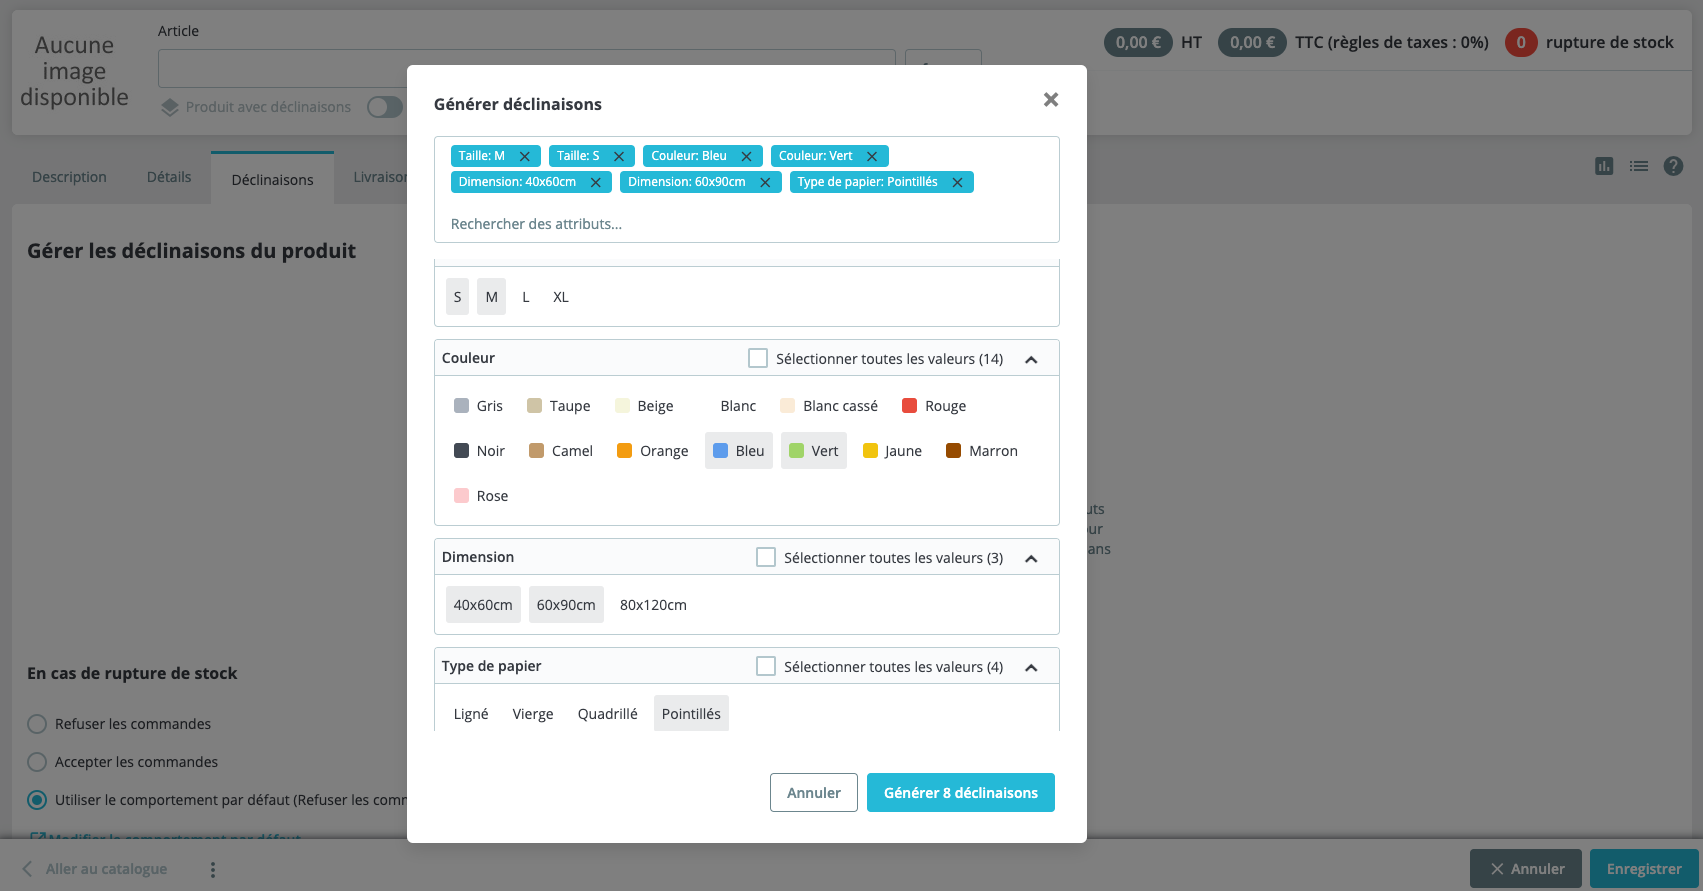 Aucune
image
disponible
Article
Produit avec déclinaisons
0,00 € HT 0,00 € TTC (règles de taxes : 0%) 0 rupture de stock
Description Détails Déclinaisons
Gérer les déclinaisons du produit
Générer déclinaisons
Taille: M Taille: S Couleur: Bleu Couleur: Vert
Dimension: 40x60cm Dimension: 60x90cm Type de papier: Pointillés
Rechercher des attributs...
S M L XL
Couleur Sélectionner toutes les valeurs (14)
Gris Taupe Beige Blanc Blanc cassé Rouge
Noir Camel Orange Bleu Vert Jaune Marron
Rose
Dimension Sélectionner toutes les valeurs (3)
40x60cm 60x90cm 80x120cm
Type de papier Sélectionner toutes les valeurs (4)
Ligné Vierge Quadrillé Pointillés
Annuler Générer 8 déclinaisons
En cas de rupture de stock
Refuser les commandes
Accepter les commandes
Utiliser le comportement par défaut (Refuser les
Modifier le comportement par défaut
Aller au catalogue
Annuler Enregistrer